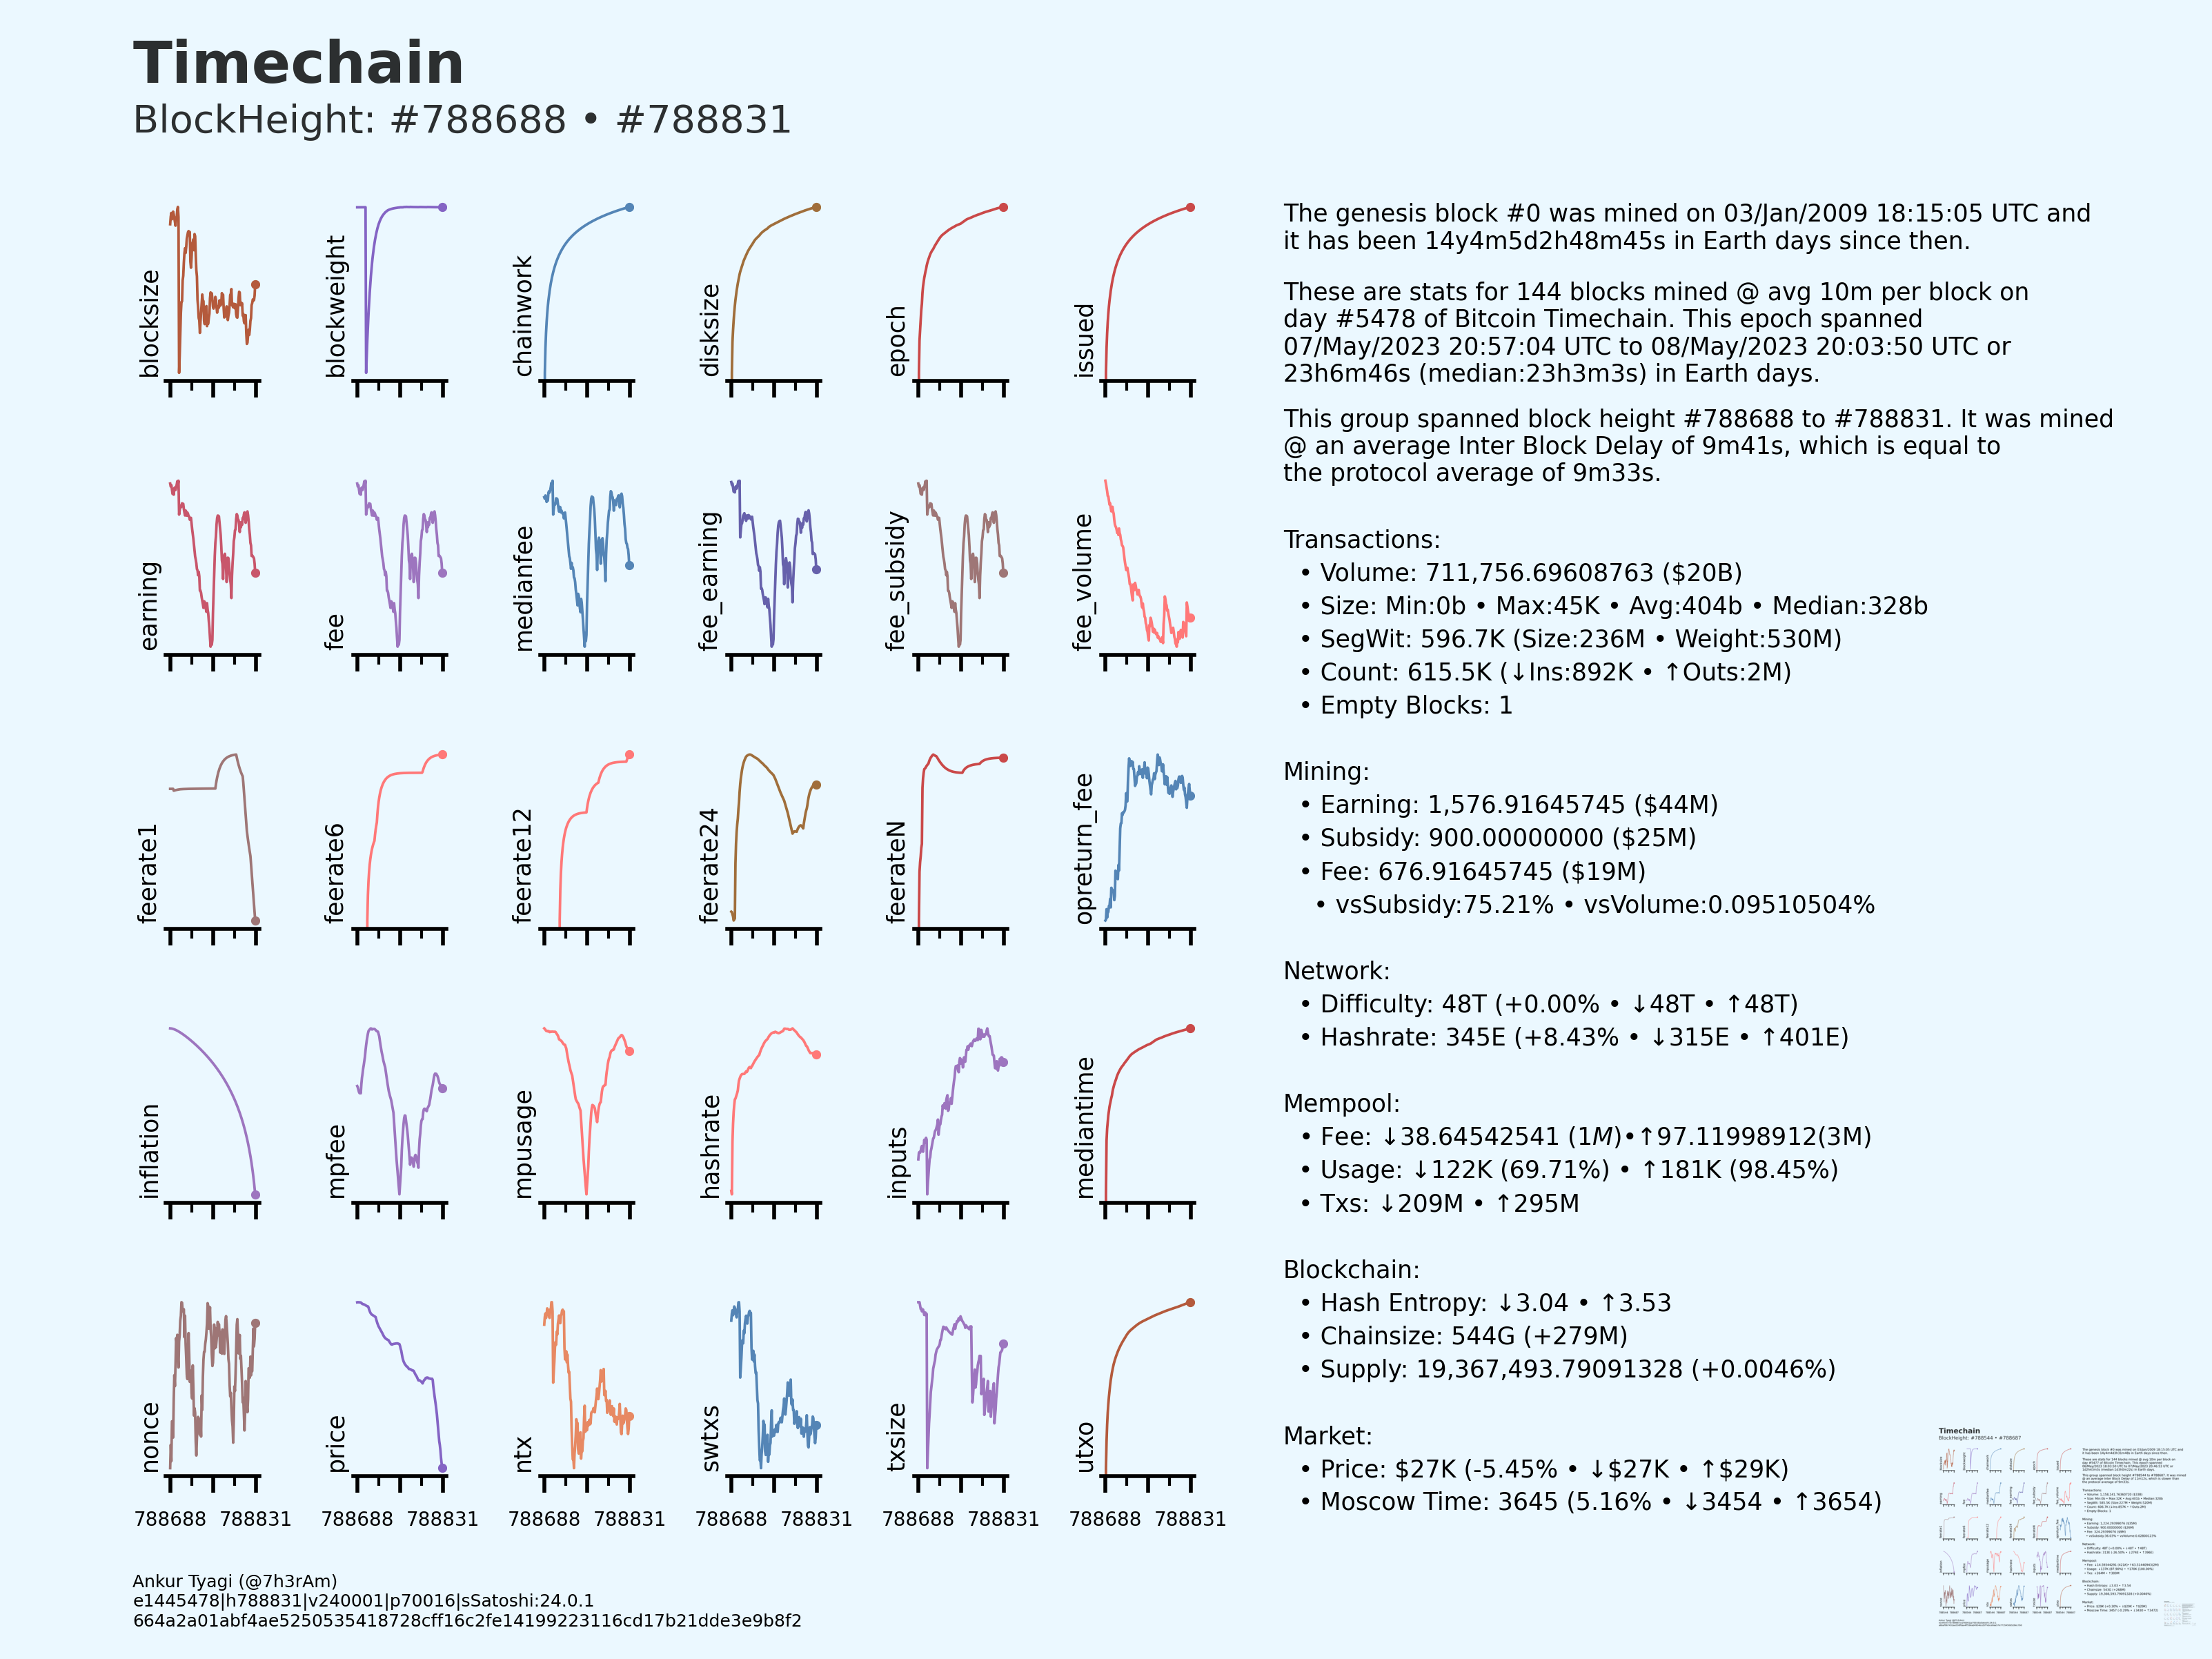 Timechain
BlockHeight: #788688 • #788831
blocksize
blockweight
chainwork
disksize
epoch
issued
earning
fee
medianfee
fee_earning
fee_subsidy
fee_volume
feerate1
feerate6
feerate12
feerate24
feerateN
opreturn_fee
inflation
mpfee
mpusage
hashrate
inputs
mediantime
nonce
price
ntx
swtxs
txsize
utxo
788688 788831 788688 788831 788688 788831 788688 788831 788688 788831 788688 788831
The genesis block #0 was mined on 03/Jan/2009 18:15:05 UTC and
it has been 14y4m5d2h48m45s in Earth days since then.
These are stats for 144 blocks mined @ avg 10m per block on
day #5478 of Bitcoin Timechain. This epoch spanned
07/May/2023 20:57:04 UTC to 08/May/2023 20:03:50 UTC or
23h6m46s (median:23h3m3s) in Earth days.
This group spanned block height #788688 to #788831. It was mined
@ an average Inter Block Delay of 9m41s, which is equal to
the protocol average of 9m33s.
Transactions:
• Volume: 711,756.69608763 ($20B)
• Size: Min:0b • Max:45K • Avg:404b • Median:328b
• SegWit: 596.7K (Size:236M • Weight:530M)
• Count: 615.5K (↓Ins:892K • ↑Outs:2M)
• Empty Blocks: 1
Mining:
• Earning: 1,576.91645745 ($44M)
• Subsidy: 900.00000000 ($25M)
• Fee: 676.91645745 ($19M)
• vsSubsidy:75.21% • vsVolume:0.09510504%
Network:
• Difficulty: 48T (+0.00% • ↓48T • ↑48T)
• Hashrate: 345E (+8.43% • ↓315E • ↑401E)
Mempool:
• Fee: ↓38.64542541 (1M)•↑97.11998912(3M)
• Usage: ↓122K (69.71%) • ↑181K (98.45%)
• Txs: ↓209M • ↑295M
Blockchain:
• Hash Entropy: ↓3.04 • ↑3.53
• Chainsize: 544G (+279M)
• Supply: 19,367,493.79091328 (+0.0046%)
Market:
• Price: $27K (-5.45% • ↓$27K • ↑$29K)
• Moscow Time: 3645 (5.16% • ↓3454 • ↑3654)
Ankur Tyagi (@7h3rAm)
e1445478|h788831|v240001|p70016|sSatoshi:24.0.1
664a2a01abf4ae5250535418728cff16c2fe14199223116cd17b21dde3e9b8f2
Timechain
BlockHeight: #788544 • #788687